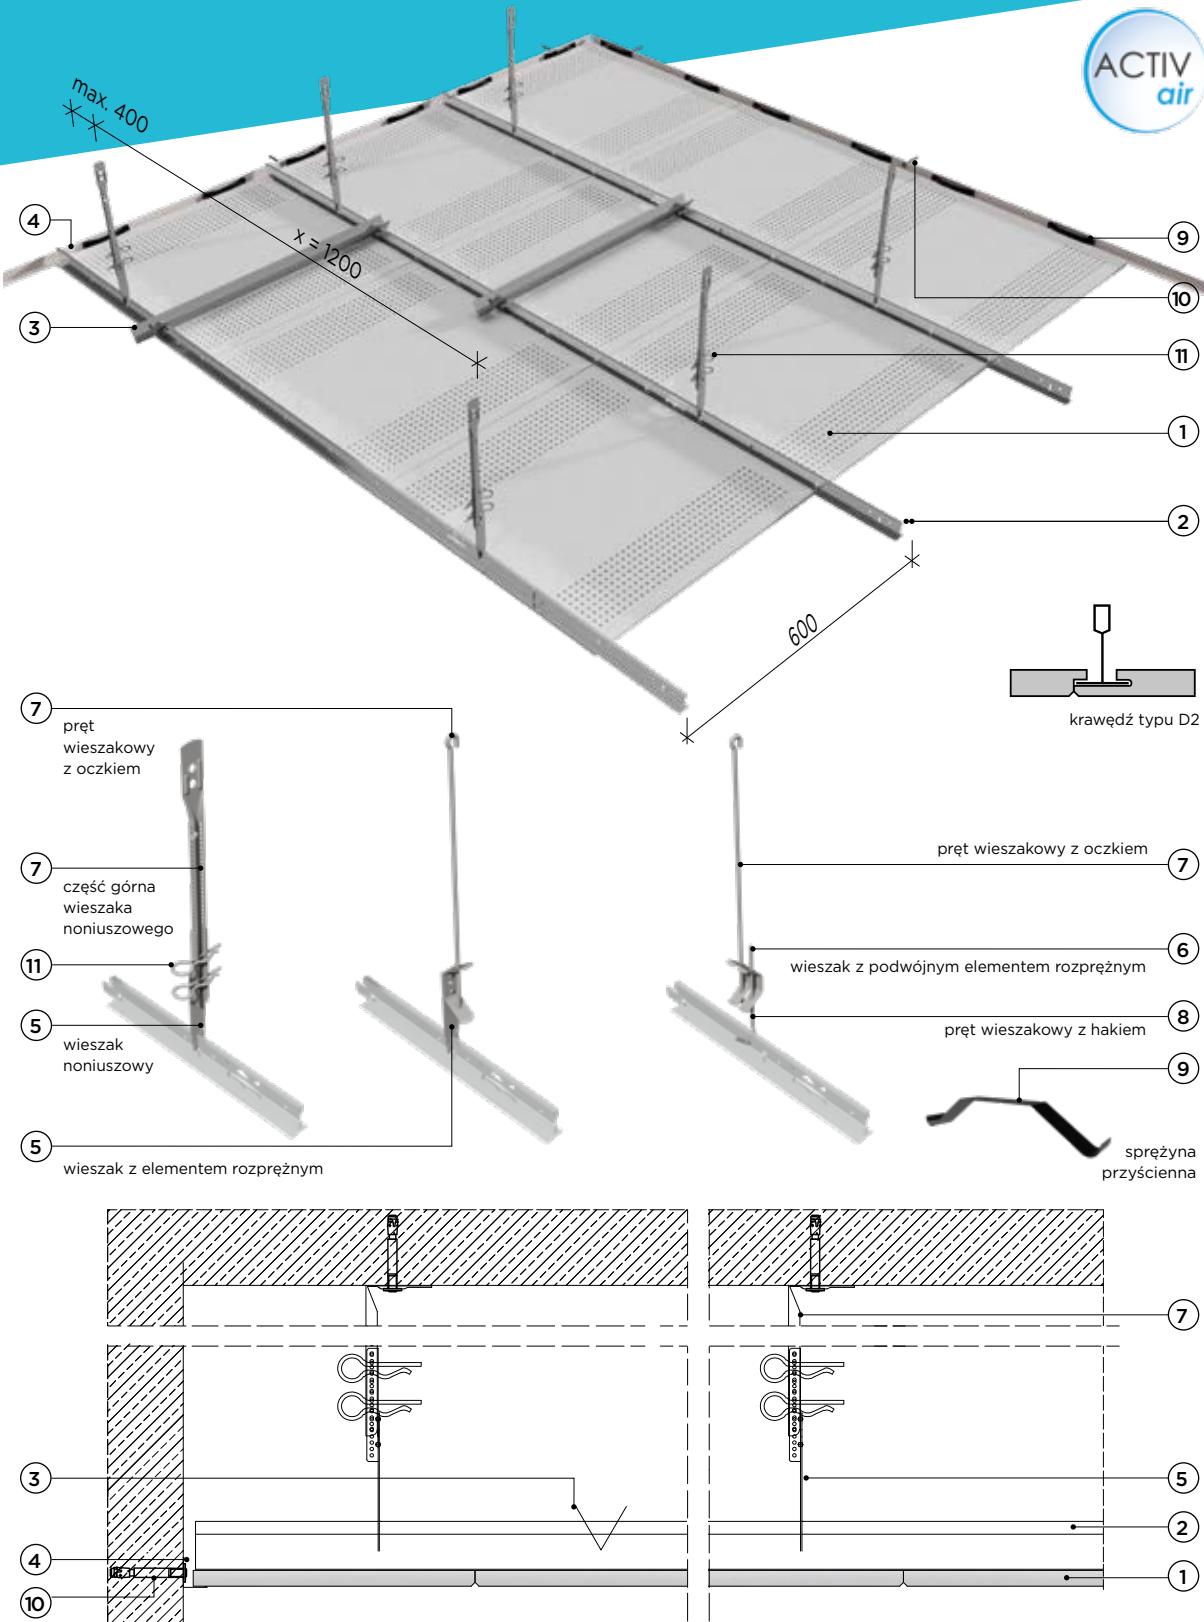 ACTIV
air
max. 400
4
x = 1200
9
10
3
11
1
2
600
krawędź typu D2
7
pręt
wieszakowy
z oczkiem
7
część górna
wieszaka
noniuszowego
11
5
wieszak
noniuszowy
5
wieszak z elementem rozprężnym
pręt wieszakowy z oczkiem
7
6
wieszak z podwójnym elementem rozprężnym
8
pręt wieszakowy z hakiem
9
sprężyna
przyścienna
7
3
5
2
4
1
10